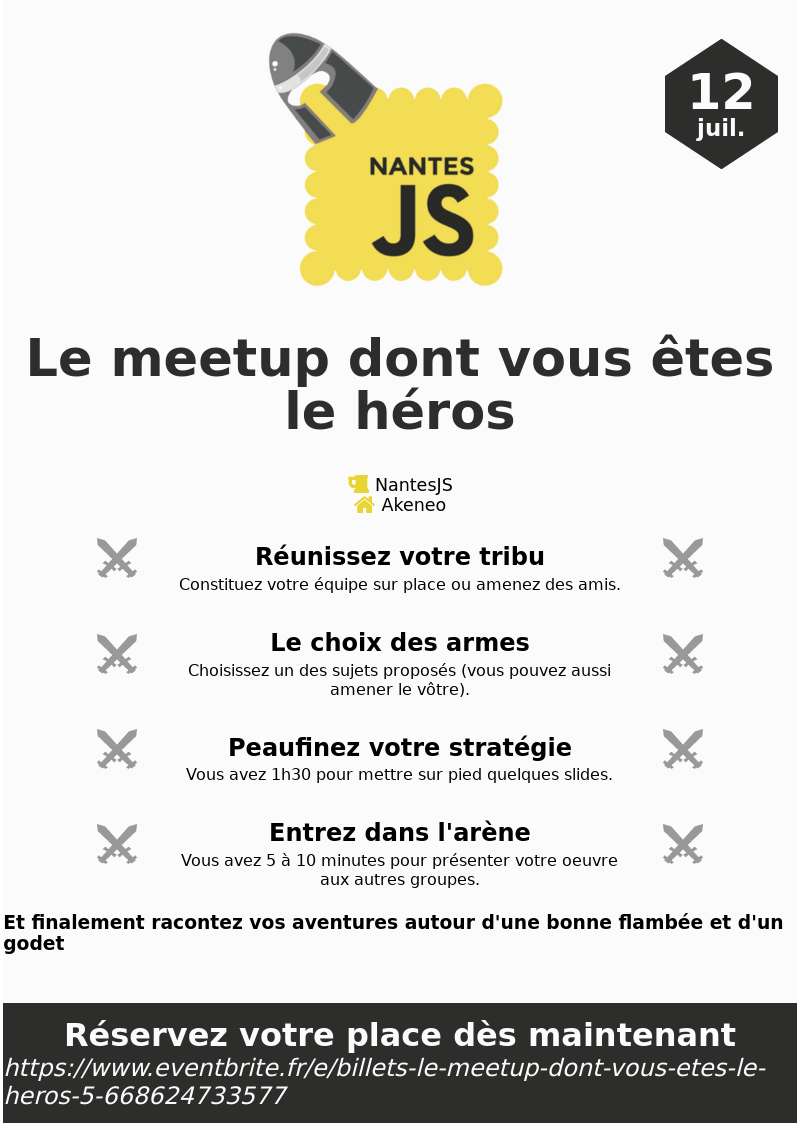 NANTES
JS
12
juil.
Le meetup dont vous êtes
le héros
NantesJS
Akeneo
Réunissez votre tribu
Constituez votre équipe sur place ou amenez des amis.
Le choix des armes
Choisissez un des sujets proposés (vous pouvez aussi
amener le vôtre).
Peaufinez votre stratégie
Vous avez 1h30 pour mettre sur pied quelques slides.
Entrez dans l'arène
Vous avez 5 à 10 minutes pour présenter votre oeuvre
aux autres groupes.
Et finalement racontez vos aventures autour d'une bonne flambée et d'un
godet
Réservez votre place dès maintenant
https://www.eventbrite.fr/e/billets-le-meetup-dont-vous-etes-le-
heros-5-668624733577